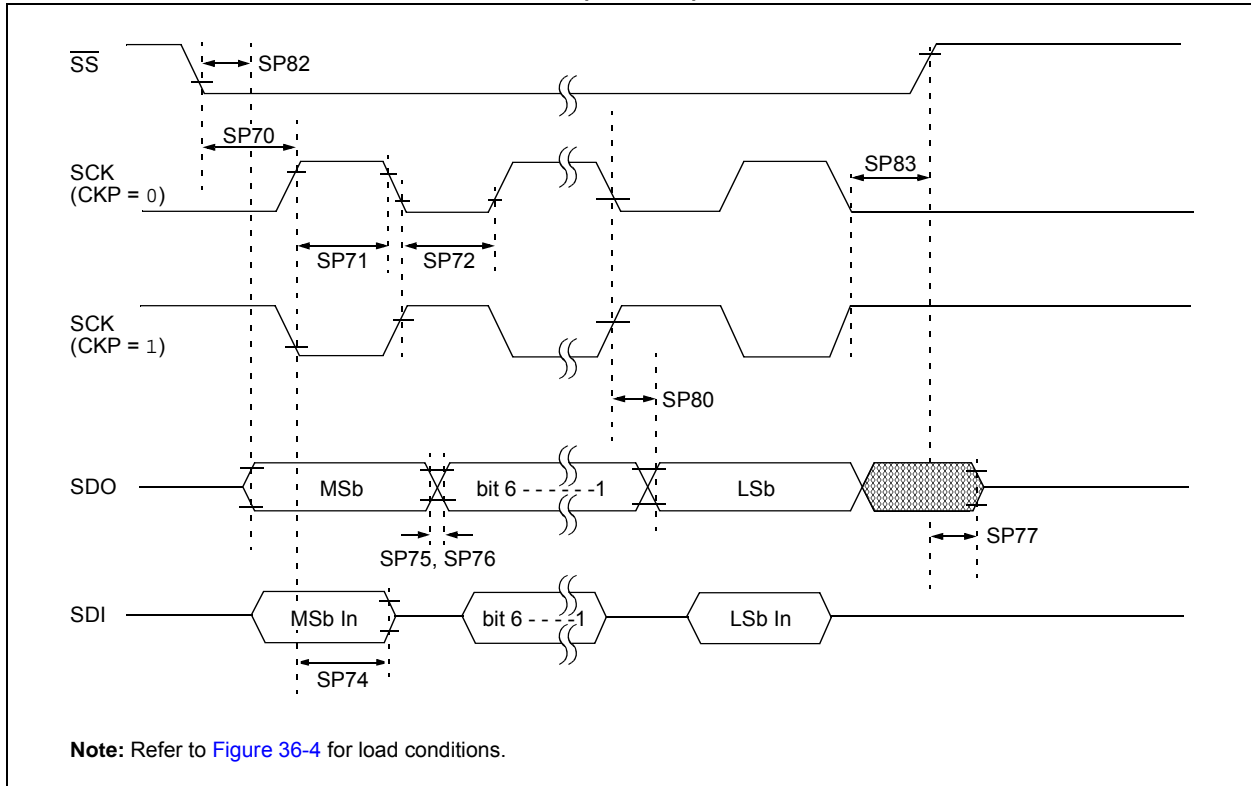 SS
SP82
SP70
SCK
(CKP = 0)
SP83
SP71
SP72
SCK
(CKP = 1)
SP80
SDO
MSb
bit 6 - - - - - -1
LSb
SP75, SP76
SP77
SDI
MSb In
bit 6 - - - -1
LSb In
SP74
Note: Refer to Figure 36-4 for load conditions.